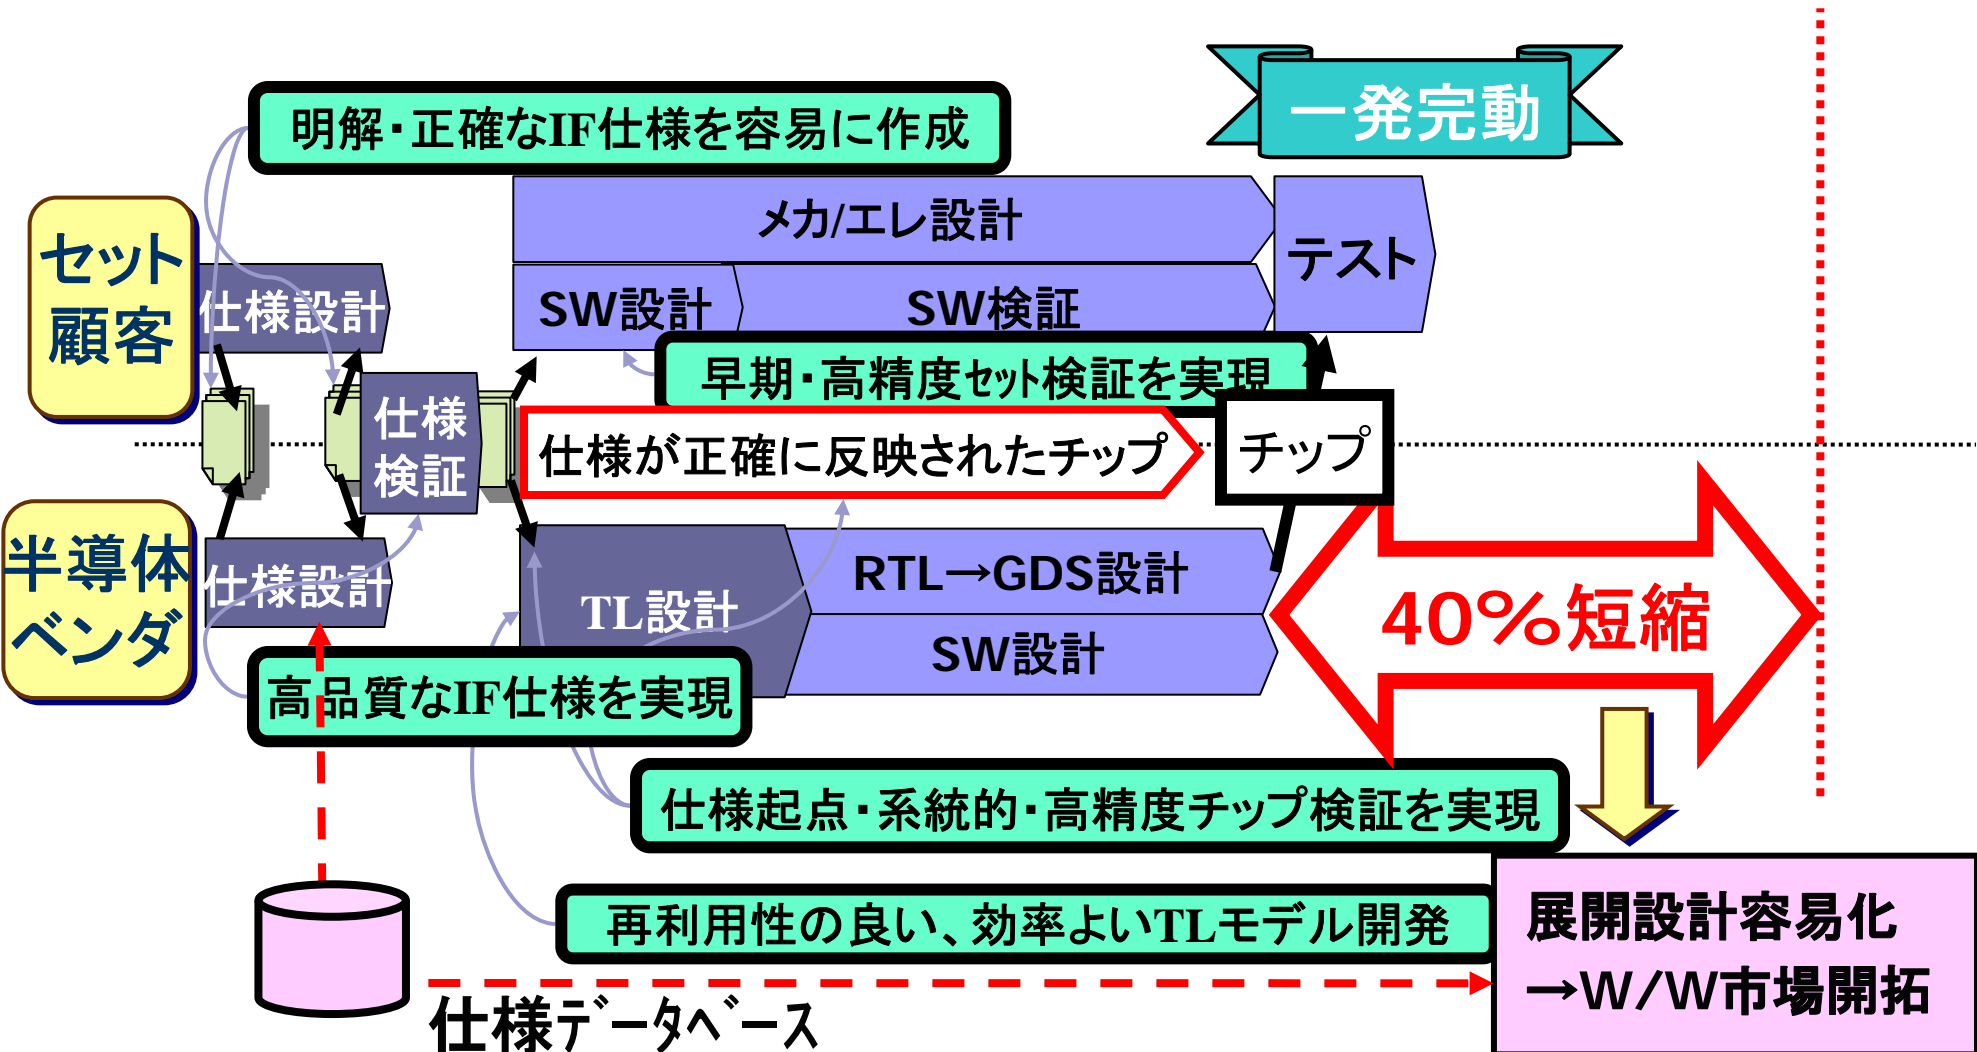 一発完動
明解・正確なIF仕様を容易に作成
メカ/エレ設計
テスト
セット
顧客
仕様設計
SW設計
SW検証
早期・高精度セット検証を実現
仕様
検証
仕様が正確に反映されたチップ
チップ
半導体
ベンダ
仕様設計
TL設計
RTL→GDS設計
SW設計
40%短縮
高品質なIF仕様を実現
仕様起点・系統的・高精度チップ検証を実現
再利用性の良い、効率よいTLモデル開発
展開設計容易化
→W/W市場開拓
仕様データベース